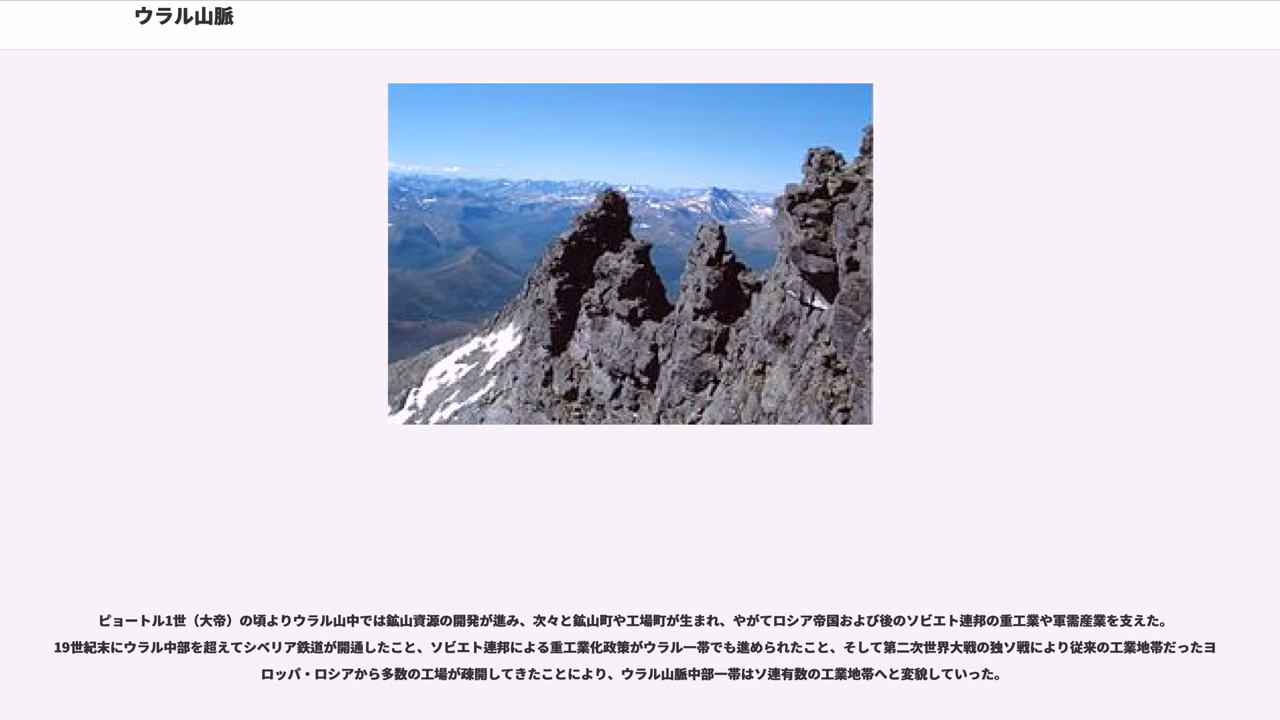 ウラル山脈
ピョートル1世（大帝）の頃よりウラル山中では鉱山資源の開発が進み、次々と鉱山町や工場町が生まれ、やがてロシア帝国および後のソビエト連邦の重工業や軍需産業を支えた。
19世紀末にウラル中部を超えてシベリア鉄道が開通したこと、ソビエト連邦による重工業化政策がウラル一帯でも進められたこと、そして第二次世界大戦の独ソ戦により従来の工業地帯だったヨ
ロッパ・ロシアから多数の工場が疎開してきたことにより、ウラル山脈中部一帯はソ連有数の工業地帯へと変貌していった。